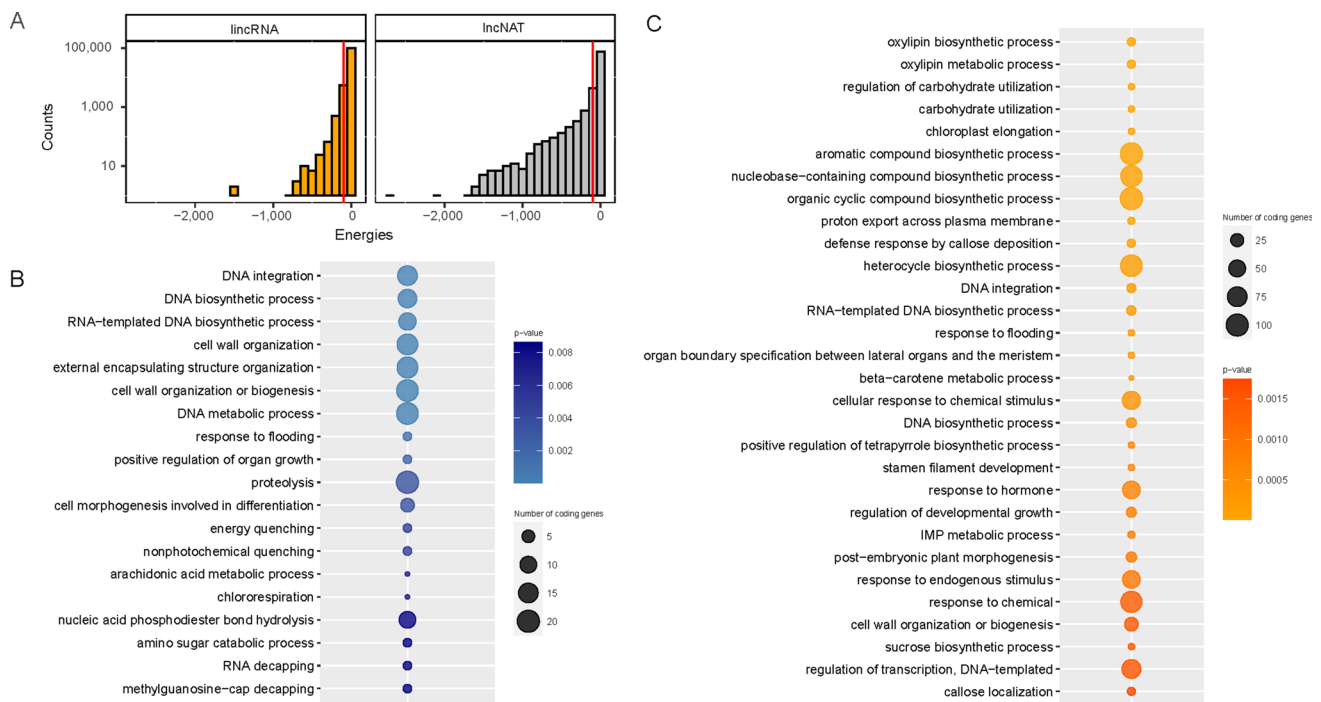 A
lincRNA
lncNAT
100,000
1,000
10
Counts
−2,000
−1,000
0
−2,000
−1,000
0
Energies
B
DNA integration
DNA biosynthetic process
RNA−templated DNA biosynthetic process
cell wall organization
external encapsulating structure organization
cell wall organization or biogenesis
DNA metabolic process
response to flooding
positive regulation of organ growth
proteolysis
cell morphogenesis involved in differentiation
energy quenching
nonphotochemical quenching
arachidonic acid metabolic process
chlororespiration
nucleic acid phosphodiester bond hydrolysis
amino sugar catabolic process
RNA decapping
methylguanosine−cap decapping
p−value
0.008
0.006
0.004
0.002
Number of coding genes
5
10
15
20
C
oxylipin biosynthetic process
oxylipin metabolic process
regulation of carbohydrate utilization
carbohydrate utilization
chloroplast elongation
aromatic compound biosynthetic process
nucleobase−containing compound biosynthetic process
organic cyclic compound biosynthetic process
proton export across plasma membrane
defense response by callose deposition
heterocycle biosynthetic process
DNA integration
RNA−templated DNA biosynthetic process
response to flooding
organ boundary specification between lateral organs and the meristem
beta−carotene metabolic process
cellular response to chemical stimulus
DNA biosynthetic process
positive regulation of tetrapyrrole biosynthetic process
stamen filament development
response to hormone
regulation of developmental growth
IMP metabolic process
post−embryonic plant morphogenesis
response to endogenous stimulus
response to chemical
cell wall organization or biogenesis
sucrose biosynthetic process
regulation of transcription, DNA−templated
callose localization
Number of coding genes
25
50
75
100
p−value
0.0015
0.0010
0.0005